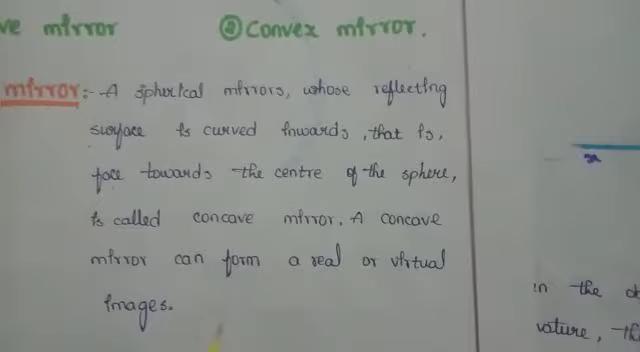 ve mirror ② Convex mirror.
mirror:- A spherical mirrors, whose reflecting
surface is curved inwards, that is,
face towards the centre of the sphere,
is called concave mirror. A concave
mirror can form a real or virtual
images.
x
in the
vature,